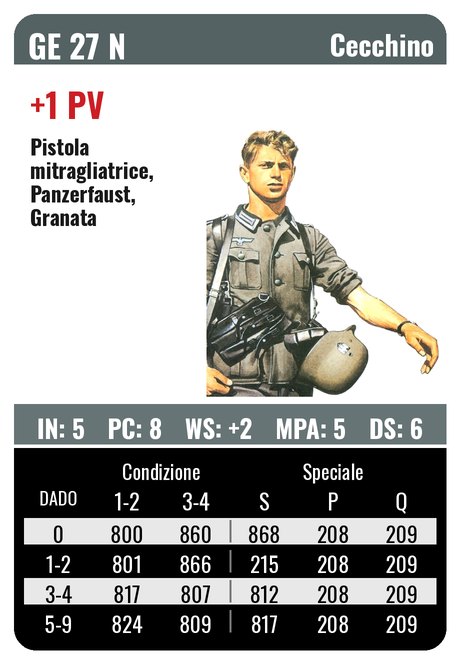 GE 27 N Cecchino
+1 PV
Pistola
mitragliatrice,
Panzerfaust,
Granata
IN: 5 PC: 8 WS: +2 MPA: 5 DS: 6
Condizione Speciale
DADO 1-2 3-4 S P Q
0 800 860 868 208 209
1-2 801 866 215 208 209
3-4 817 807 812 208 209
5-9 824 809 817 208 209